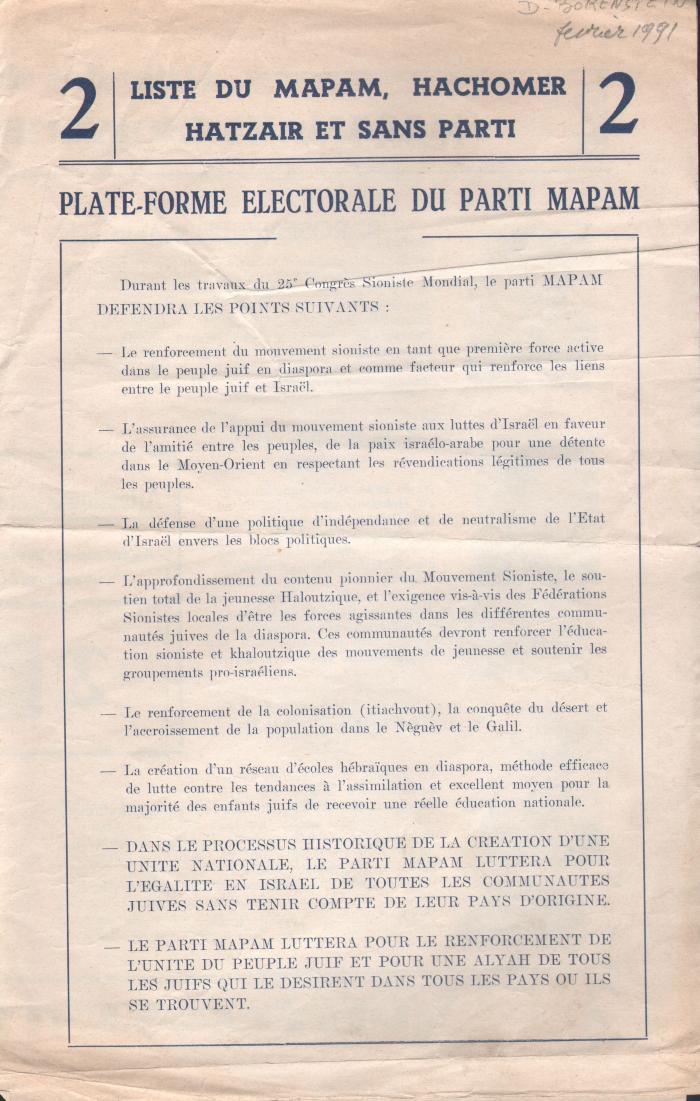 D. BORENSTEIN
fevrier 1991
2 LISTE DU MAPAM, HACHOMER 2
HATZAIR ET SANS PARTI
PLATE-FORME ELECTORALE DU PARTI MAPAM
Durant les travaux du 25e Congrès Sioniste Mondial, le parti MAPAM
DEFENDRA LES POINTS SUIVANTS :
— Le renforcement du mouvement sioniste en tant que première force active
dans le peuple juif en diaspora et comme facteur qui renforce les liens
entre le peuple juif et Israël.
— L'assurance de l'appui du mouvement sioniste aux luttes d'Israël en faveur
de l'amitié entre les peuples, de la paix israélo-arabe pour une détente
dans le Moyen-Orient en respectant les révendications légitimes de tous
les peuples.
— La défense d'une politique d'indépendance et de neutralisme de l'Etat
d'Israël envers les blocs politiques.
— L'approfondissement du contenu pionnier du Mouvement Sioniste, le sou-
tien total de la jeunesse Haloutzique, et l'exigence vis-à-vis des Fédérations
Sionistes locales d'être les forces agissantes dans les différentes commu-
nautés juives de la diaspora. Ces communautés devront renforcer l'éduca-
tion sioniste et khaloutzique des mouvements de jeunesse et soutenir les
groupements pro-israéliens.
— Le renforcement de la colonisation (itiachvout), la conquête du désert et
l'accroissement de la population dans le Nèguèv et le Galil.
— La création d'un réseau d'écoles hébraïques en diaspora, méthode efficace
de lutte contre les tendances à l'assimilation et excellent moyen pour la
majorité des enfants juifs de recevoir une réelle éducation nationale.
— DANS LE PROCESSUS HISTORIQUE DE LA CREATION D'UNE
UNITE NATIONALE, LE PARTI MAPAM LUTTERA POUR
L'EGALITE EN ISRAEL DE TOUTES LES COMMUNAUTES
JUIVES SANS TENIR COMPTE DE LEUR PAYS D'ORIGINE.
— LE PARTI MAPAM LUTTERA POUR LE RENFORCEMENT DE
L'UNITE DU PEUPLE JUIF ET POUR UNE ALYAH DE TOUS
LES JUIFS QUI LE DESIRENT DANS TOUS LES PAYS OU ILS
SE TROUVENT.